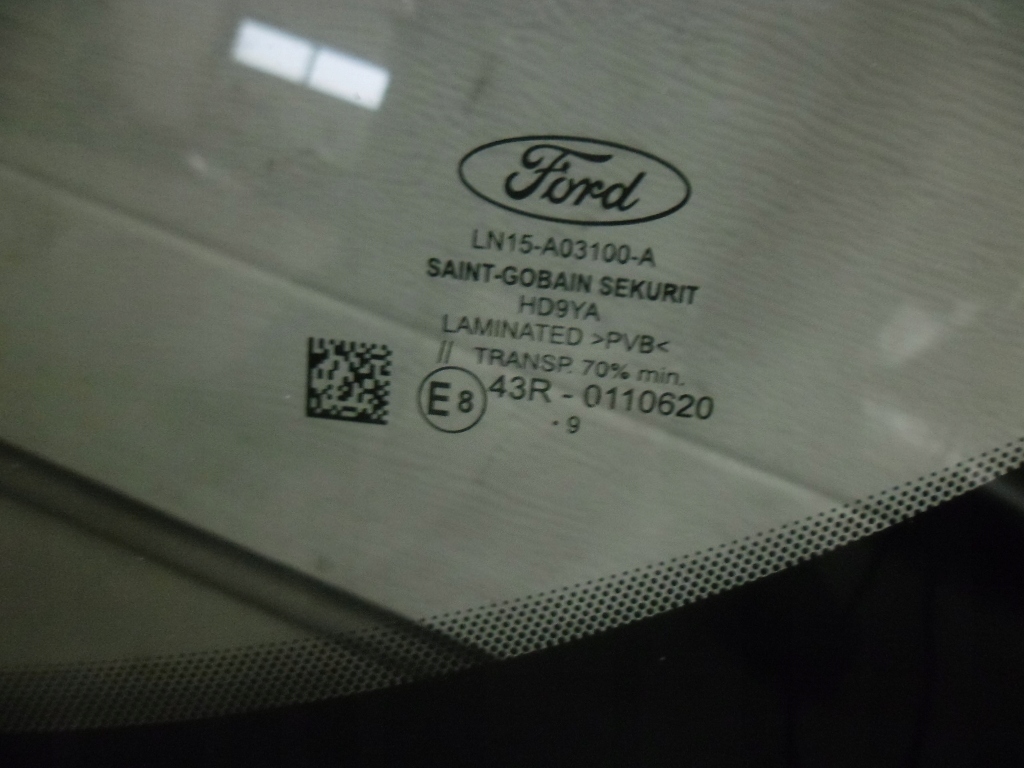 Ford
LN15-A03100-A
SAINT-GOBAIN SEKURIT
HD9YA
LAMINATED >PVB<
// TRANSP. 70% min.
E8 43R - 0110620
· 9